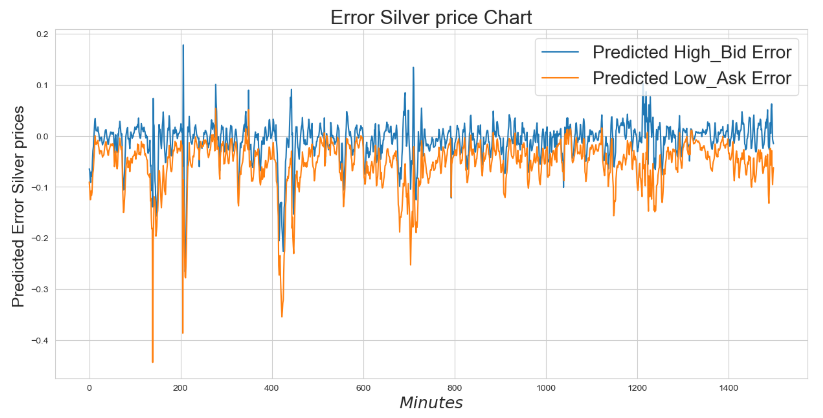 Error Silver price Chart
Predicted High_Bid Error
Predicted Low_Ask Error
Predicted Error Silver prices
0.2
0.1
0.0
−0.1
−0.2
−0.3
−0.4
0 200 400 600 800 1000 1200 1400
Minutes